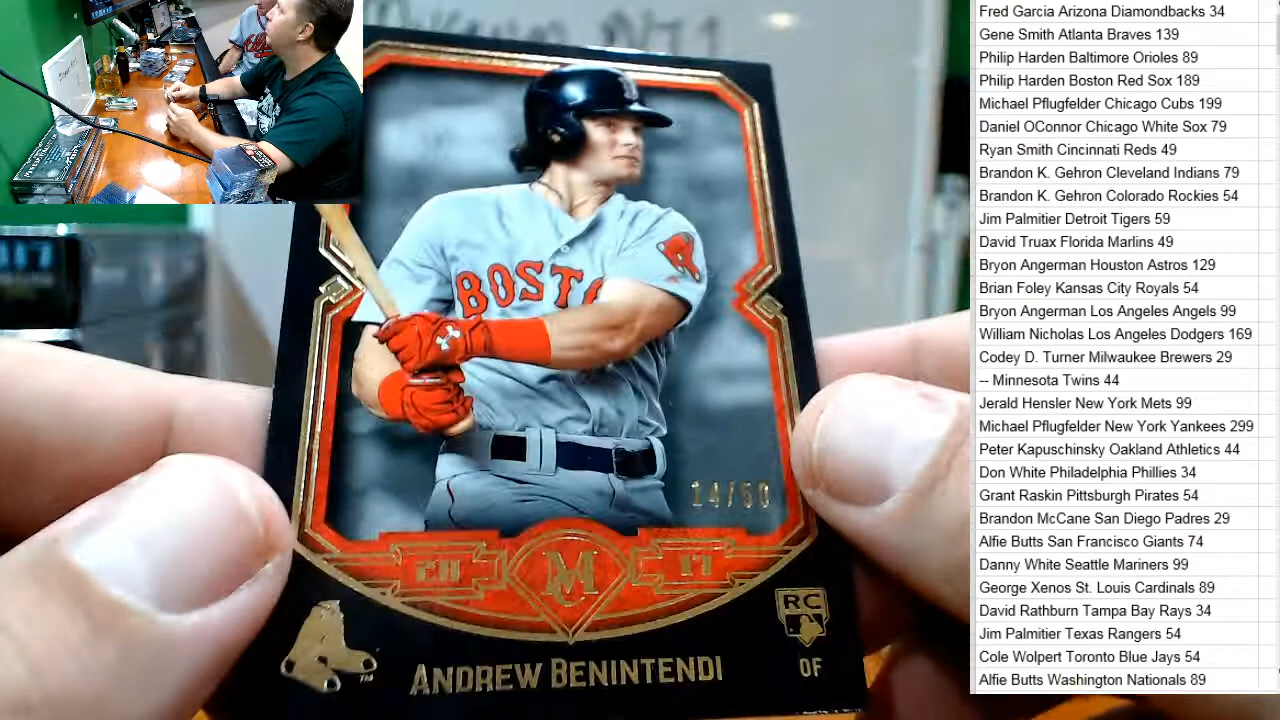 Fred Garcia Arizona Diamondbacks 34
Gene Smith Atlanta Braves 139
Philip Harden Baltimore Orioles 89
Philip Harden Boston Red Sox 189
Michael Pflugfelder Chicago Cubs 199
Daniel OConnor Chicago White Sox 79
Ryan Smith Cincinnati Reds 49
Brandon K. Gehron Cleveland Indians 79
Brandon K. Gehron Colorado Rockies 54
Jim Palmitier Detroit Tigers 59
David Truax Florida Marlins 49
Bryon Angerman Houston Astros 129
Brian Foley Kansas City Royals 54
Bryon Angerman Los Angeles Angels 99
William Nicholas Los Angeles Dodgers 169
Codey D. Turner Milwaukee Brewers 29
-- Minnesota Twins 44
Jerald Hensler New York Mets 99
Michael Pflugfelder New York Yankees 299
Peter Kapuschinsky Oakland Athletics 44
Don White Philadelphia Phillies 34
Grant Raskin Pittsburgh Pirates 54
Brandon McCane San Diego Padres 29
Alfie Butts San Francisco Giants 74
Danny White Seattle Mariners 99
George Xenos St. Louis Cardinals 89
David Rathburn Tampa Bay Rays 34
Jim Palmitier Texas Rangers 54
Cole Wolpert Toronto Blue Jays 54
Alfie Butts Washington Nationals 89
BOSTO
14/50
20 M 17
RC
ANDREW BENINTENDI OF